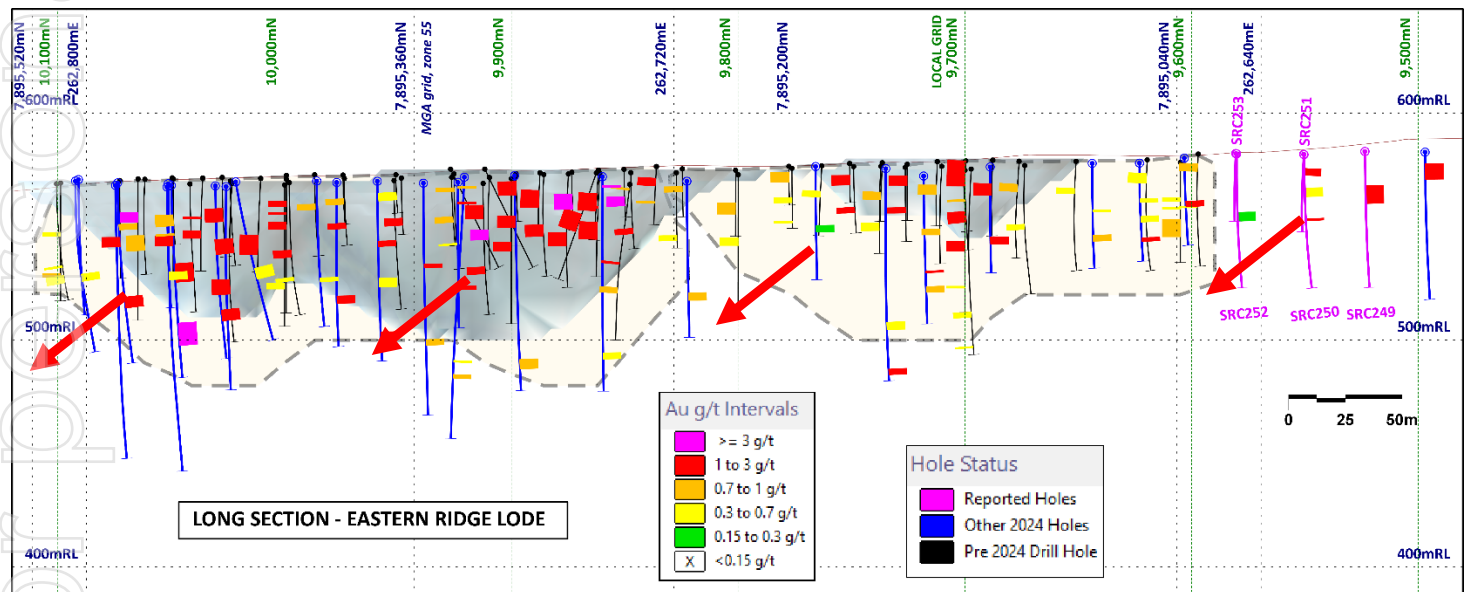 7,895,520mN
10,100mN
262,800mE
10,000mN
7,895,360mN
MGA grid, zone 55
9,900mN
262,720mE
9,800mN
7,895,200mN
LOCAL GRID
9,700mN
7,895,040mN
9,600mN
262,640mE
9,500mN
600mRL
600mRL
SRC253
SRC251
500mRL
500mRL
SRC252
SRC250
SRC249
0 25 50m
Au g/t Intervals
>= 3 g/t
1 to 3 g/t
0.7 to 1 g/t
0.3 to 0.7 g/t
0.15 to 0.3 g/t
X <0.15 g/t
Hole Status
Reported Holes
Other 2024 Holes
Pre 2024 Drill Hole
LONG SECTION - EASTERN RIDGE LODE
400mRL
400mRL
or personal